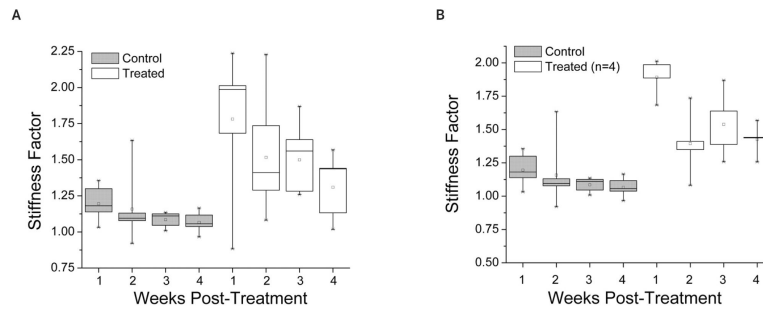 A
Stiffness Factor
2.25
2.00
1.75
1.50
1.25
1.00
0.75
Control
Treated
1 2 3 4 1 2 3 4
Weeks Post-Treatment
B
Stiffness Factor
2.00
1.75
1.50
1.25
1.00
0.75
0.50
Control
Treated (n=4)
1 2 3 4 1 2 3 4
Weeks Post-Treatment